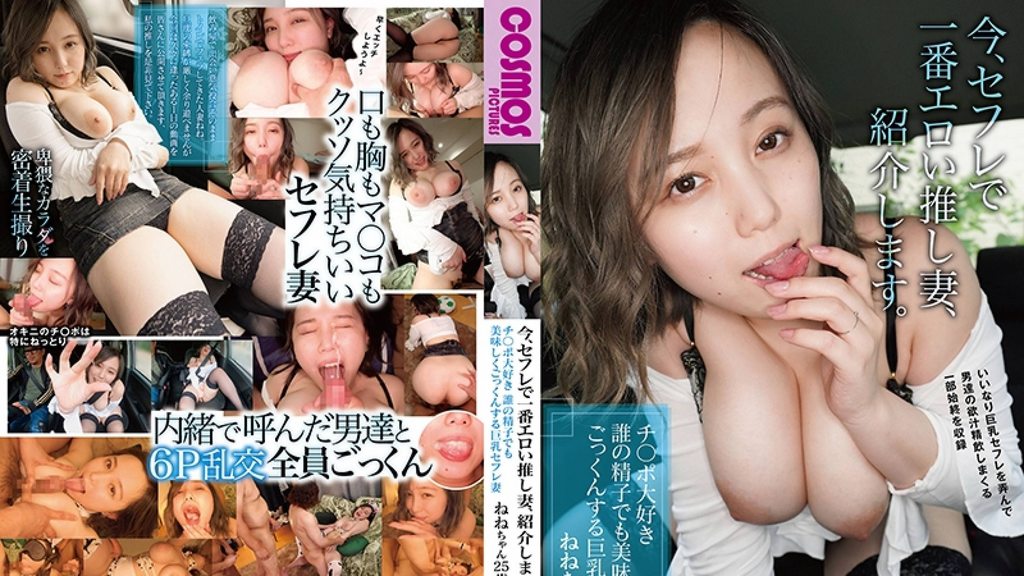 早くエッチ
しようよ～
口も胸もマ〇コも
クッソ気持ちいい
セフレ妻
卑猥なカラダを
密着生撮り
オキニのチ〇ポは
特にねっとり
内緒で呼んだ男達と
6P乱交 全員ごっくん
COSMOS
PICTURES
今、セフレで一番エロい推し妻、紹介しま
チ〇ポ大好き 誰の精子でも
美味しくごっくんする巨乳セフレ妻
ねねちゃん25
今、セフレで
一番エロい推し妻、
紹介します。
いいなり巨乳セフレを弄んで
男達の欲汁精飲しまくる
一部始終を収録
チ〇ポ大好き
誰の精子でも美味
ごっくんする巨乳
ねね